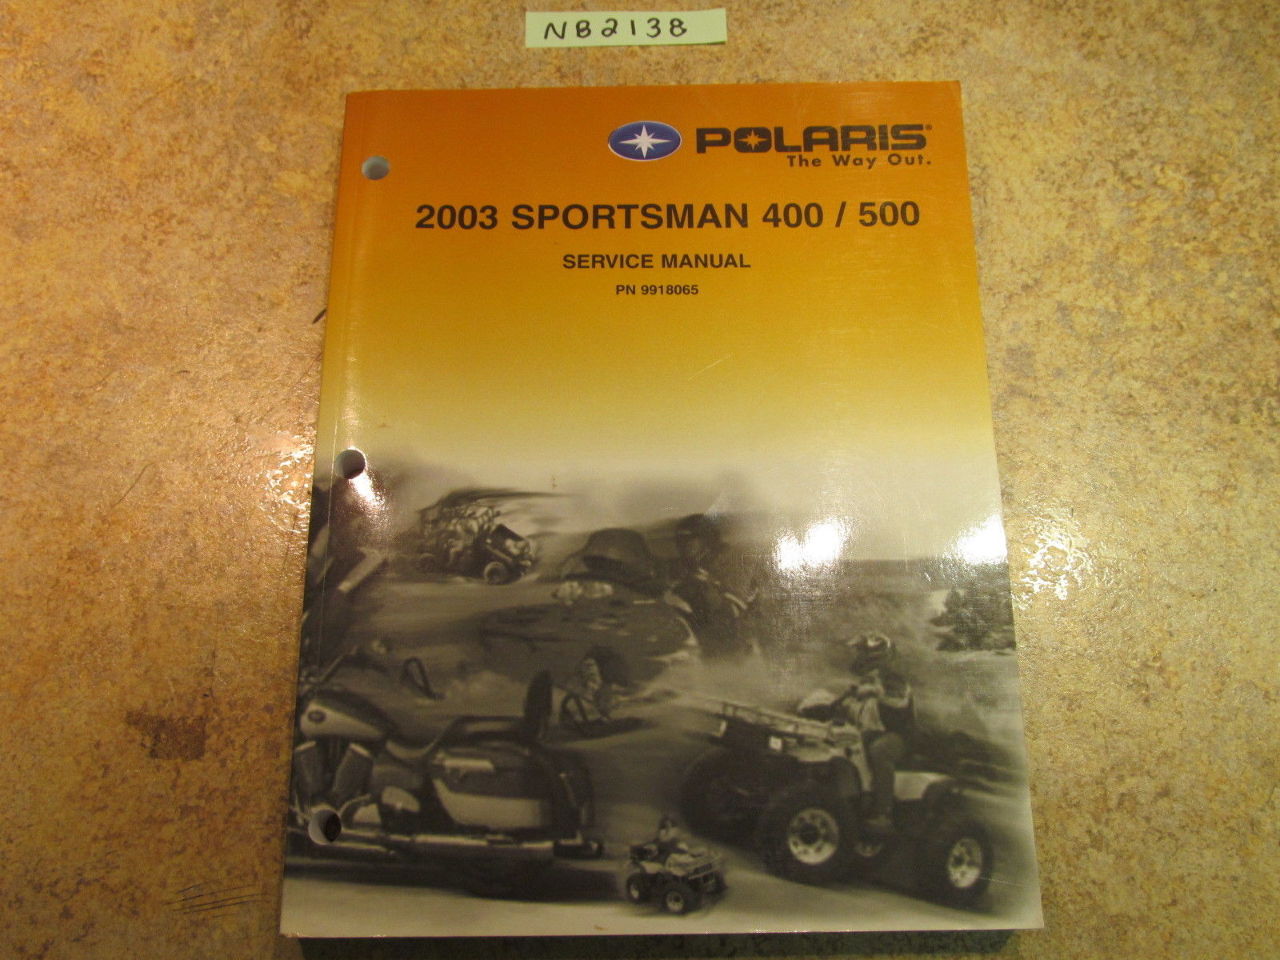 NB2138
POLARIS®
The Way Out.
2003 SPORTSMAN 400 / 500
SERVICE MANUAL
PN 9918065